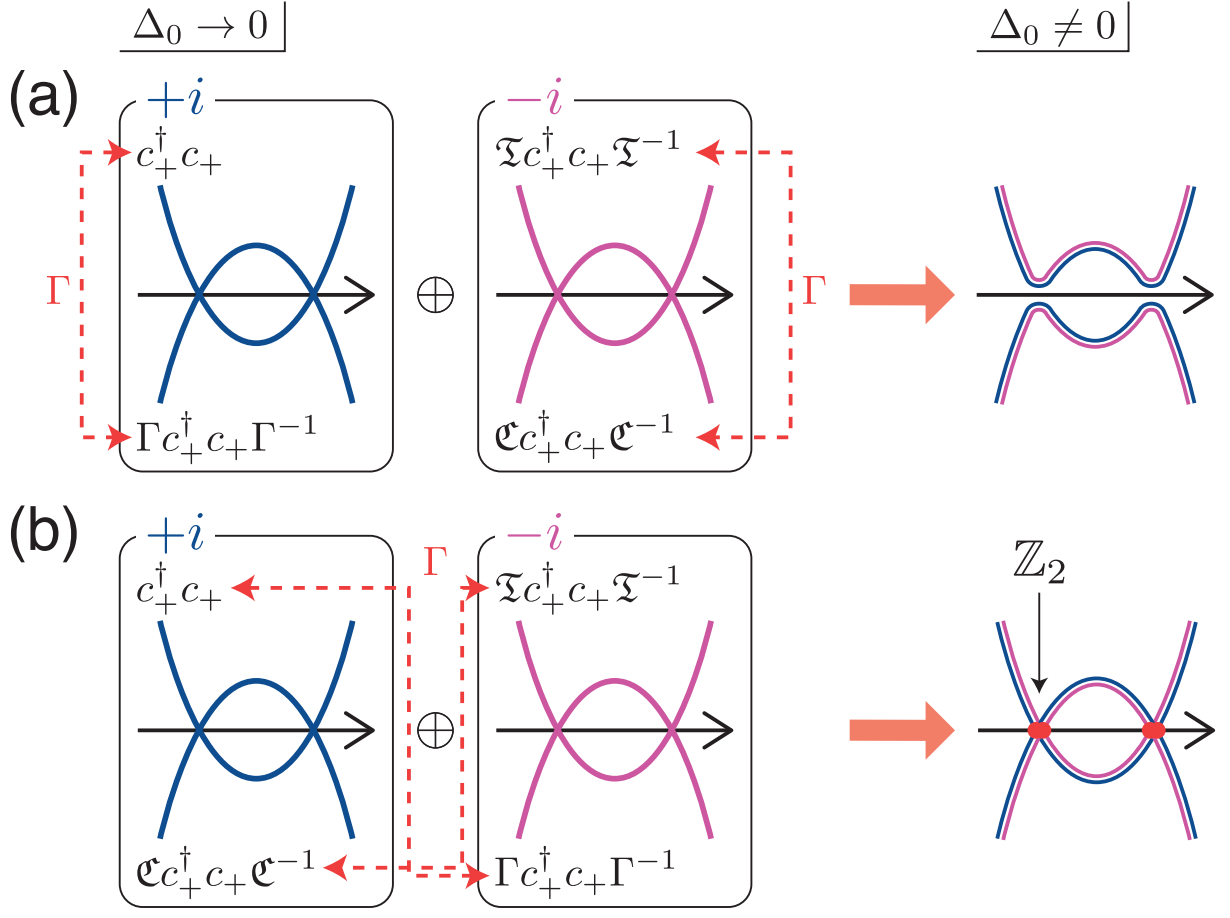 Δ₀ → 0
Δ₀ ≠ 0
(a)
+i
−i
c₊†c₊
𝔗c₊†c₊𝔗⁻¹
Γ
Γ
⊕
Γc₊†c₊Γ⁻¹
ℭc₊†c₊ℭ⁻¹
(b)
+i
−i
Γ
ℤ₂
c₊†c₊
𝔗c₊†c₊𝔗⁻¹
⊕
ℭc₊†c₊ℭ⁻¹
Γc₊†c₊Γ⁻¹